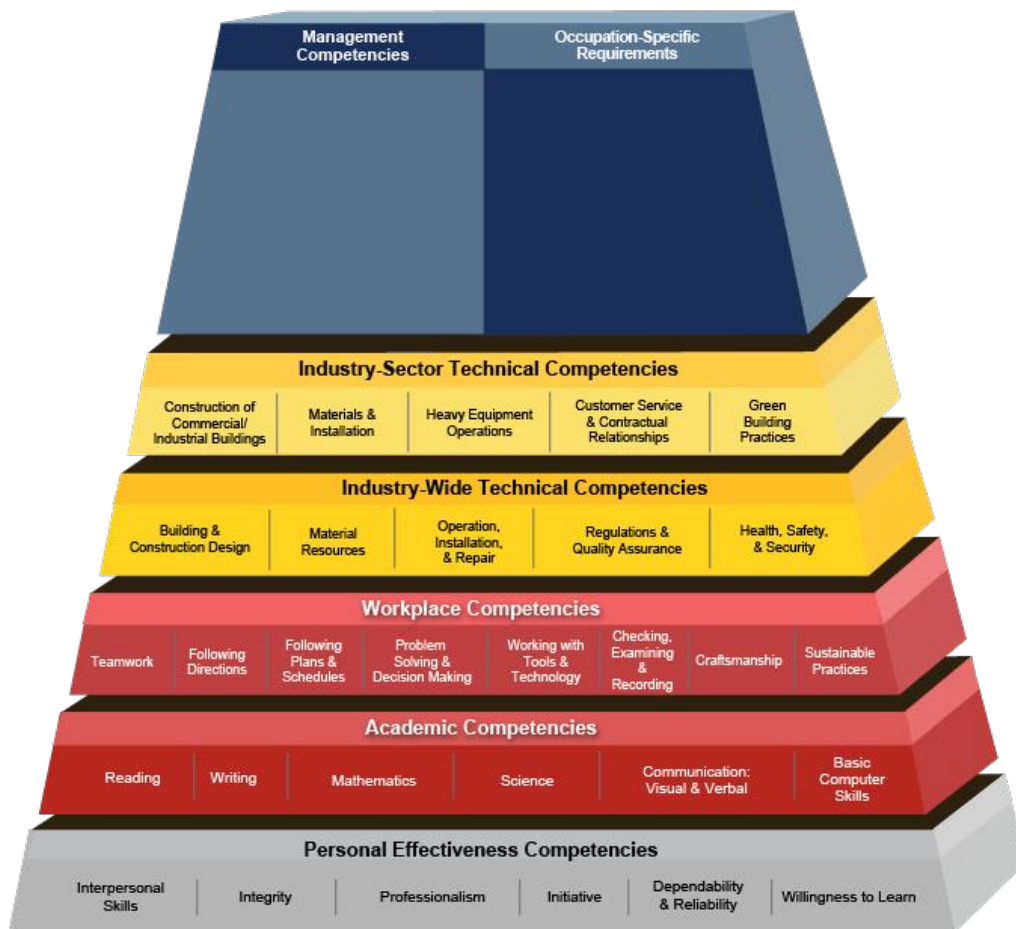 Management
Competencies
Occupation-Specific
Requirements
Industry-Sector Technical Competencies
Construction of
Commercial/
Industrial Buildings
Materials &
Installation
Heavy Equipment
Operations
Customer Service
& Contractual
Relationships
Green
Building
Practices
Industry-Wide Technical Competencies
Building &
Construction Design
Material
Resources
Operation,
Installation,
& Repair
Regulations &
Quality Assurance
Health, Safety,
& Security
Workplace Competencies
Teamwork
Following
Directions
Following
Plans &
Schedules
Problem
Solving &
Decision Making
Working with
Tools &
Technology
Checking,
Examining
&
Recording
Craftsmanship
Sustainable
Practices
Academic Competencies
Reading
Writing
Mathematics
Science
Communication:
Visual & Verbal
Basic
Computer
Skills
Personal Effectiveness Competencies
Interpersonal
Skills
Integrity
Professionalism
Initiative
Dependability
& Reliability
Willingness to Learn